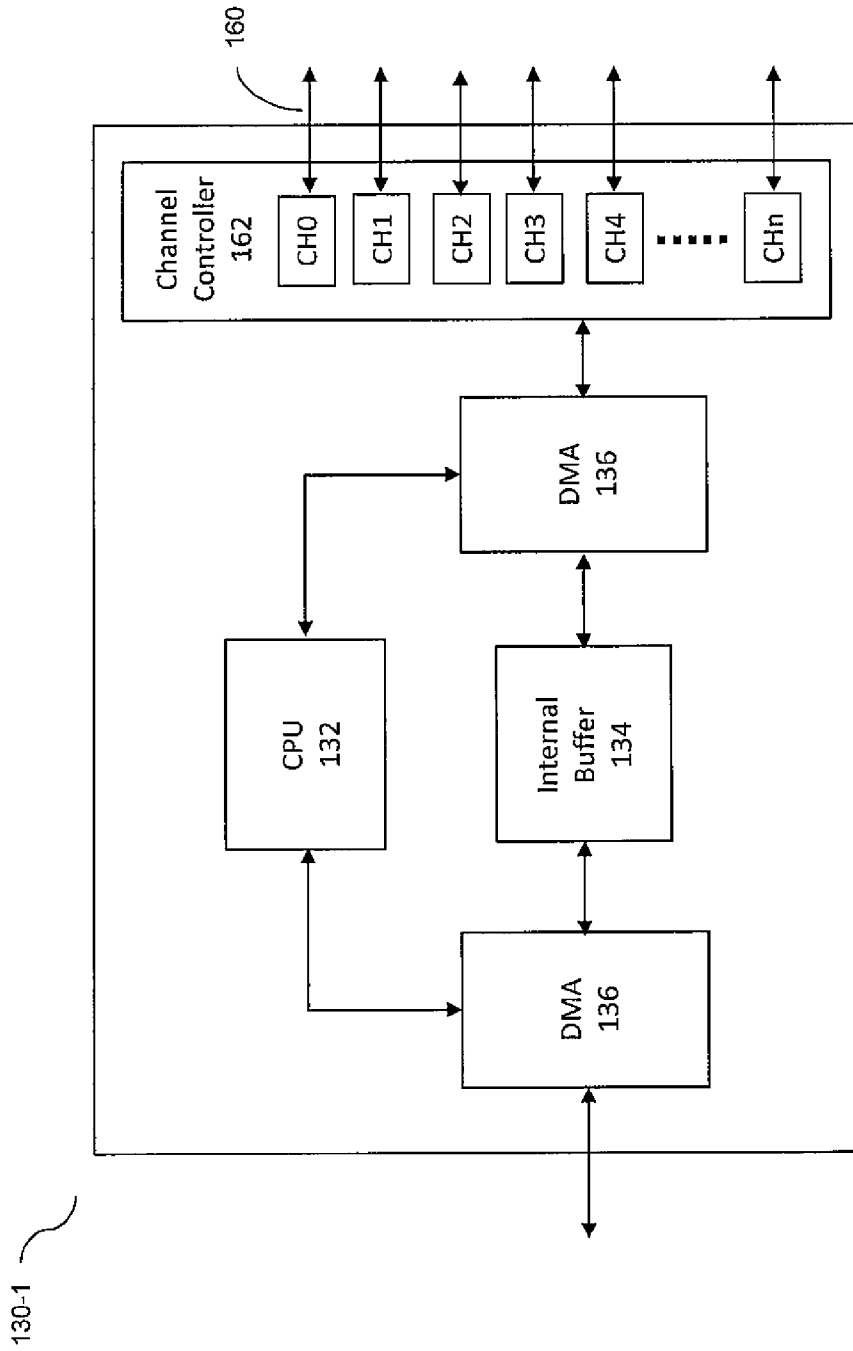 130-1
160
Channel
Controller
162
CH0
CH1
CH2
CH3
CH4
CHn
CPU
132
DMA
136
Internal
Buffer
134
DMA
136